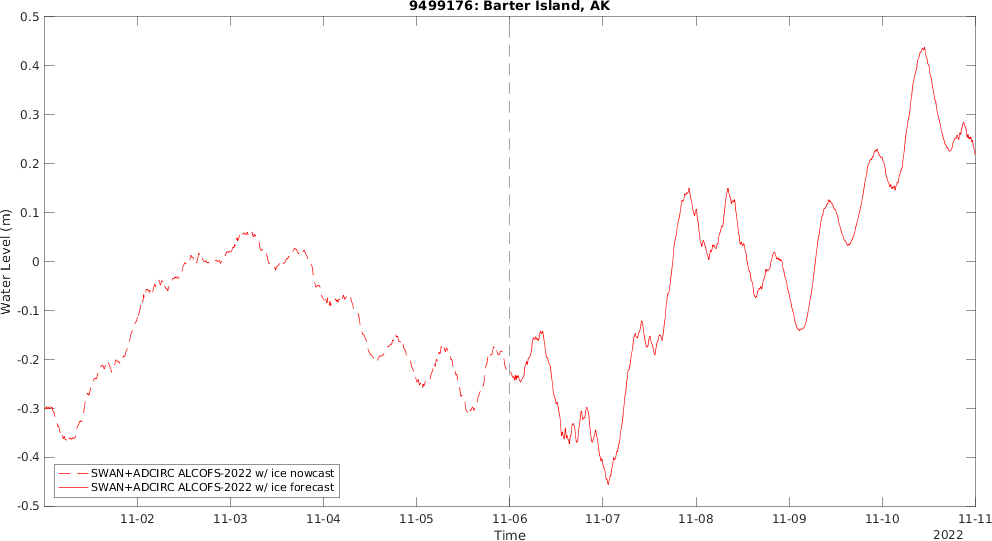 9499176: Barter Island, AK
0.5
0.4
0.3
0.2
0.1
0
-0.1
-0.2
-0.3
-0.4
-0.5
Water Level (m)
SWAN+ADCIRC ALCOFS-2022 w/ ice nowcast
SWAN+ADCIRC ALCOFS-2022 w/ ice forecast
11-02 11-03 11-04 11-05 11-06 11-07 11-08 11-09 11-10 11-11
Time
2022